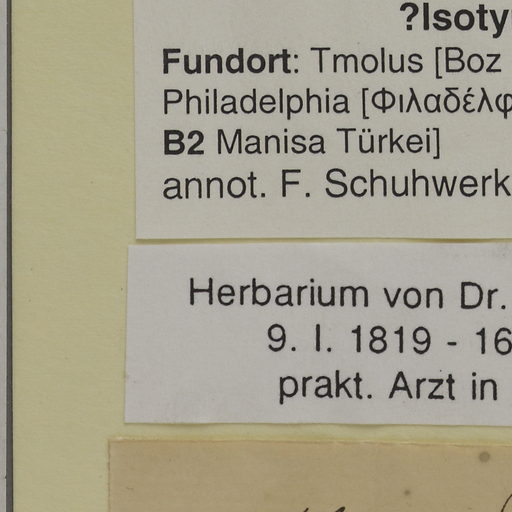 ?Isoty
Fundort: Tmolus [Boz
Philadelphia [Φιλαδέλφ
B2 Manisa Türkei]
annot. F. Schuhwerk
Herbarium von Dr.
9. I. 1819 - 16
prakt. Arzt in